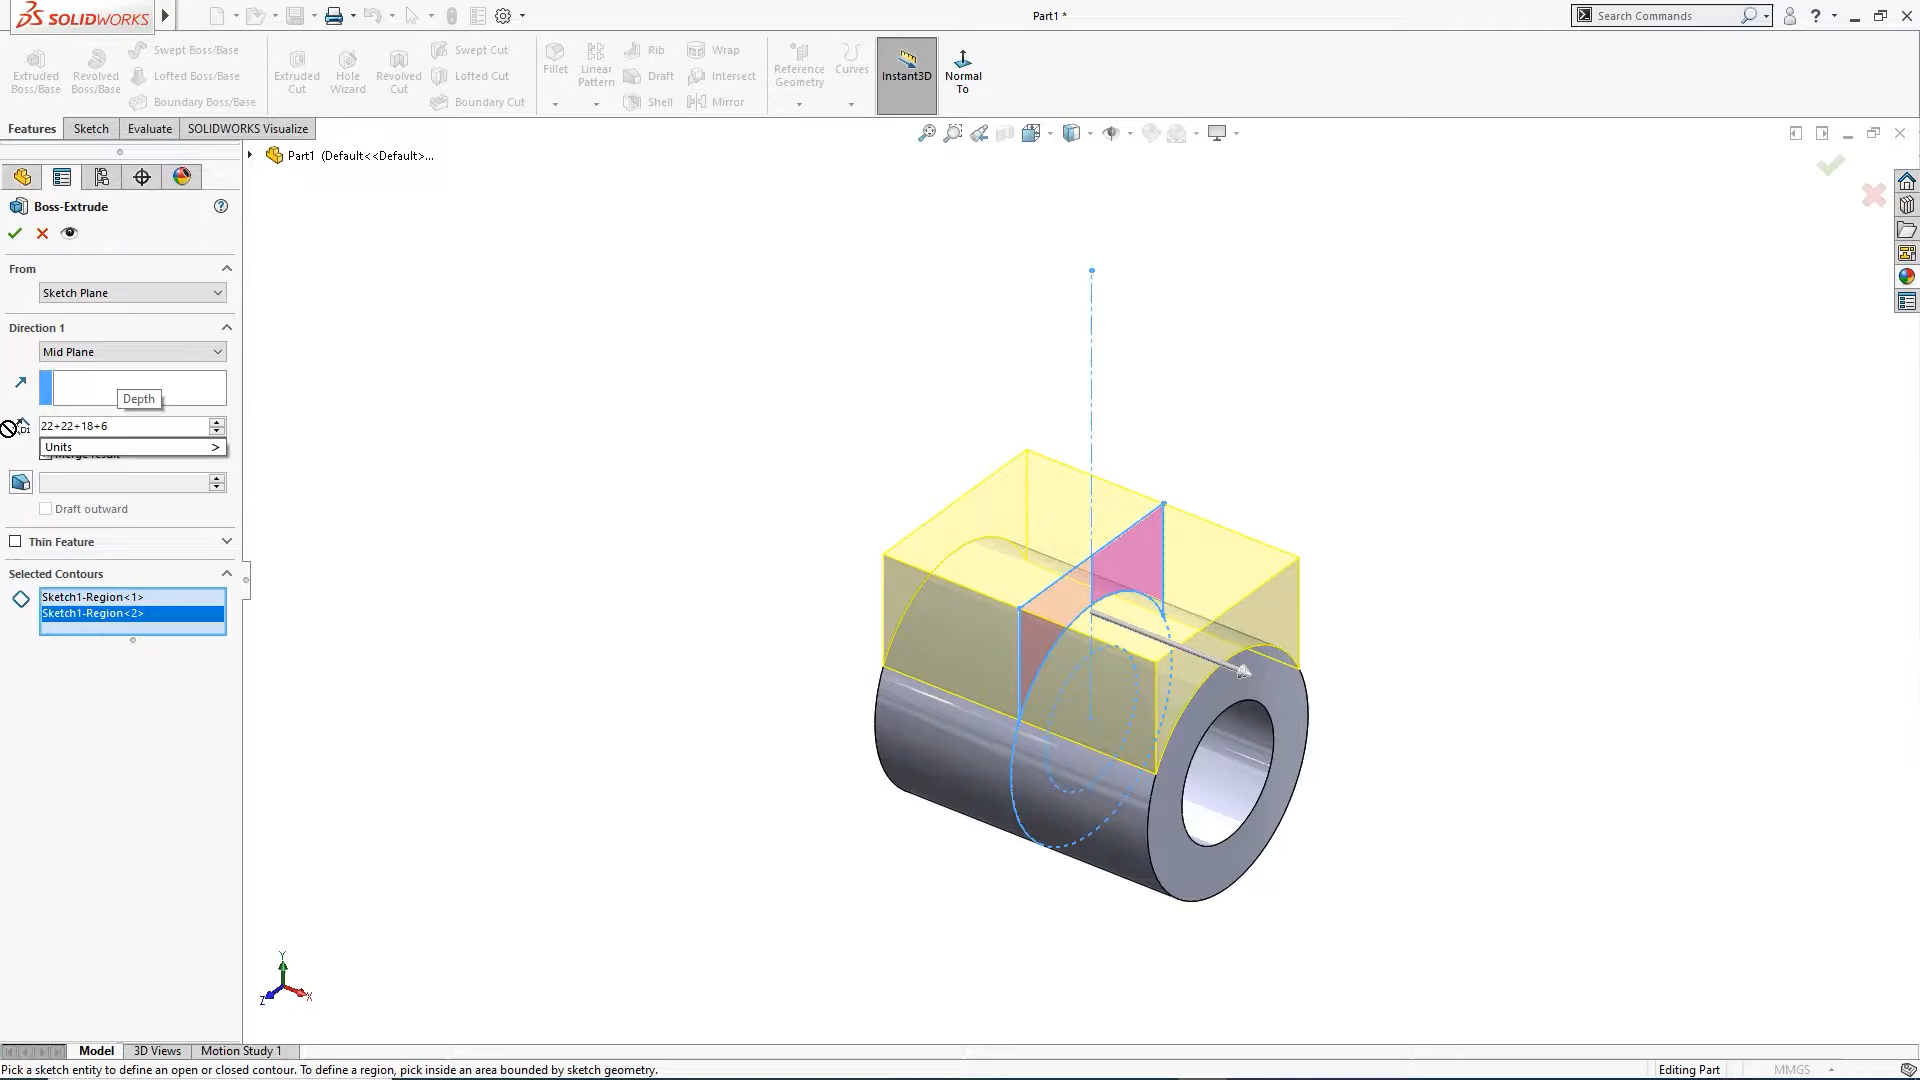 SOLIDWORKS
Part1 *
Search Commands
Extruded Boss/Base
Revolved Boss/Base
Swept Boss/Base
Lofted Boss/Base
Boundary Boss/Base
Extruded Cut
Hole Wizard
Revolved Cut
Swept Cut
Lofted Cut
Boundary Cut
Fillet
Linear Pattern
Rib
Draft
Shell
Wrap
Intersect
Mirror
Reference Geometry
Curves
Instant3D
Normal To
Features
Sketch
Evaluate
SOLIDWORKS Visualize
Part1 (Default<<Default>...
Boss-Extrude
From
Sketch Plane
Direction 1
Mid Plane
Depth
D1
22+22+18+6
Units >
Merge result
Draft outward
Thin Feature
Selected Contours
Sketch1-Region<1>
Sketch1-Region<2>
Y
Z
X
Model
3D Views
Motion Study 1
Pick a sketch entity to define an open or closed contour. To define a region, pick inside an area bounded by sketch geometry.
Editing Part
MMGS